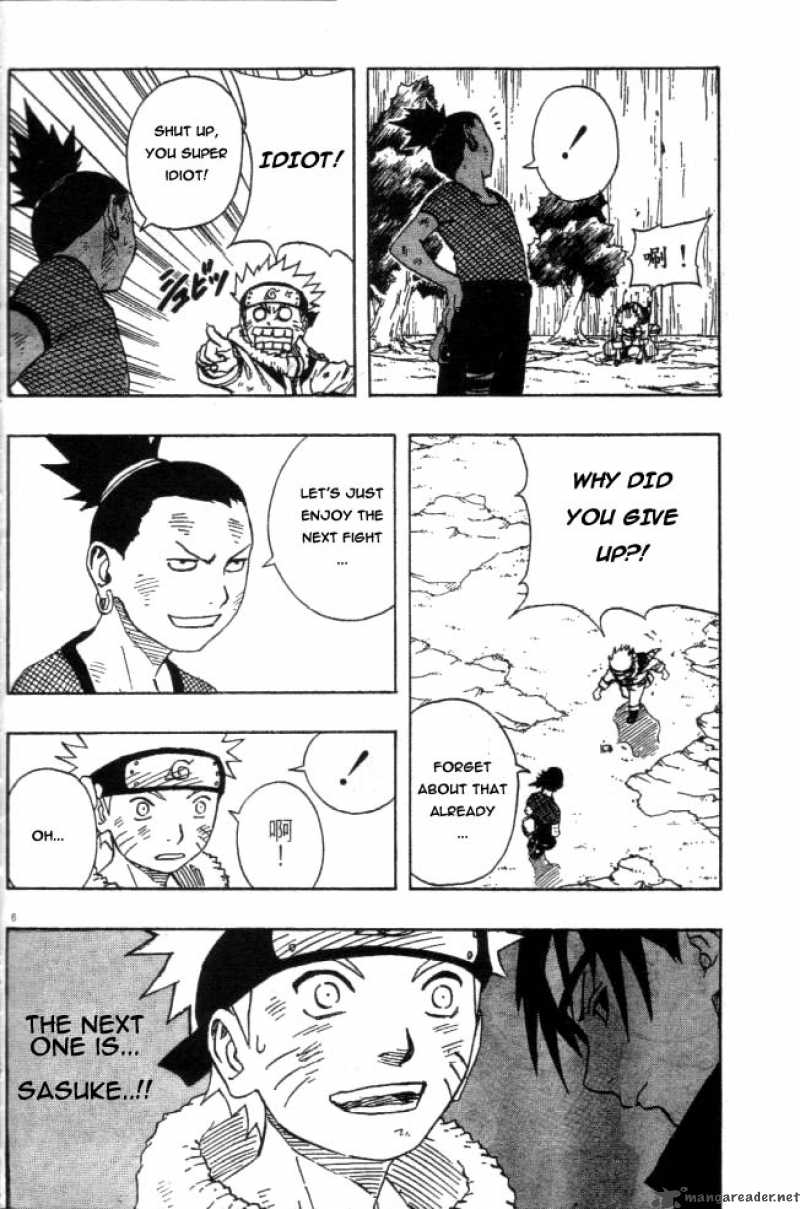 !
唰!
IDIOT!
シュビッ
SHUT UP,
YOU SUPER
IDIOT!
WHY DID
YOU GIVE
UP?!
FORGET
ABOUT THAT
ALREADY
...
LET'S JUST
ENJOY THE
NEXT FIGHT
...
!
啊
!
OH...
6
THE NEXT
ONE IS...
SASUKE..!!
mangareader.net